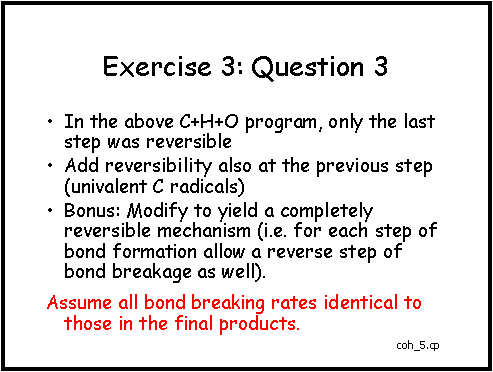 Exercise 3: Question 3
• In the above C+H+O program, only the last
step was reversible
• Add reversibility also at the previous step
(univalent C radicals)
• Bonus: Modify to yield a completely
reversible mechanism (i.e. for each step of
bond formation allow a reverse step of
bond breakage as well).
Assume all bond breaking rates identical to
those in the final products.
coh_5.cp